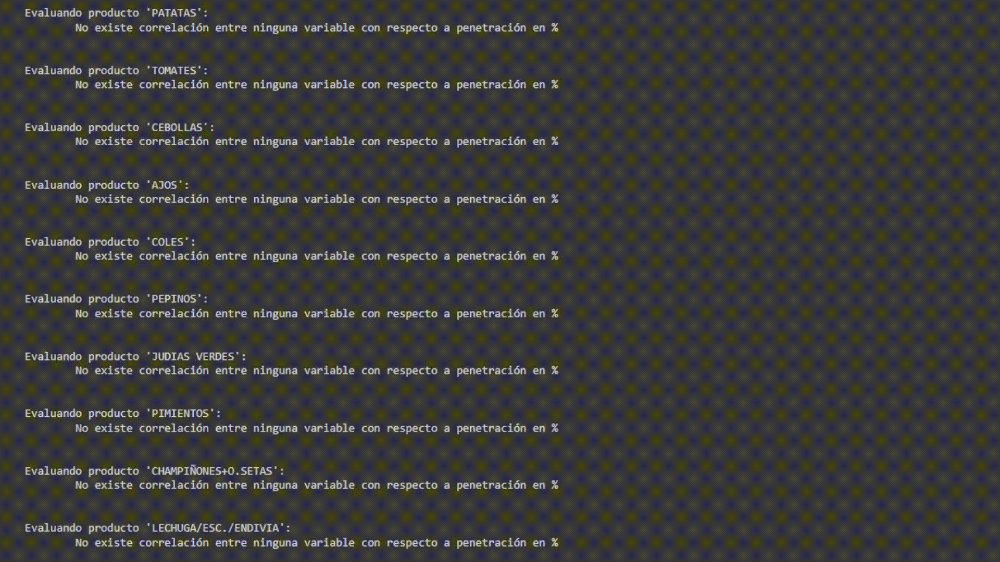 Evaluando producto 'PATATAS':
No existe correlación entre ninguna variable con respecto a penetración en %
Evaluando producto 'TOMATES':
No existe correlación entre ninguna variable con respecto a penetración en %
Evaluando producto 'CEBOLLAS':
No existe correlación entre ninguna variable con respecto a penetración en %
Evaluando producto 'AJOS':
No existe correlación entre ninguna variable con respecto a penetración en %
Evaluando producto 'COLES':
No existe correlación entre ninguna variable con respecto a penetración en %
Evaluando producto 'PEPINOS':
No existe correlación entre ninguna variable con respecto a penetración en %
Evaluando producto 'JUDIAS VERDES':
No existe correlación entre ninguna variable con respecto a penetración en %
Evaluando producto 'PIMIENTOS':
No existe correlación entre ninguna variable con respecto a penetración en %
Evaluando producto 'CHAMPIÑONES+O.SETAS':
No existe correlación entre ninguna variable con respecto a penetración en %
Evaluando producto 'LECHUGA/ESC./ENDIVIA':
No existe correlación entre ninguna variable con respecto a penetración en %